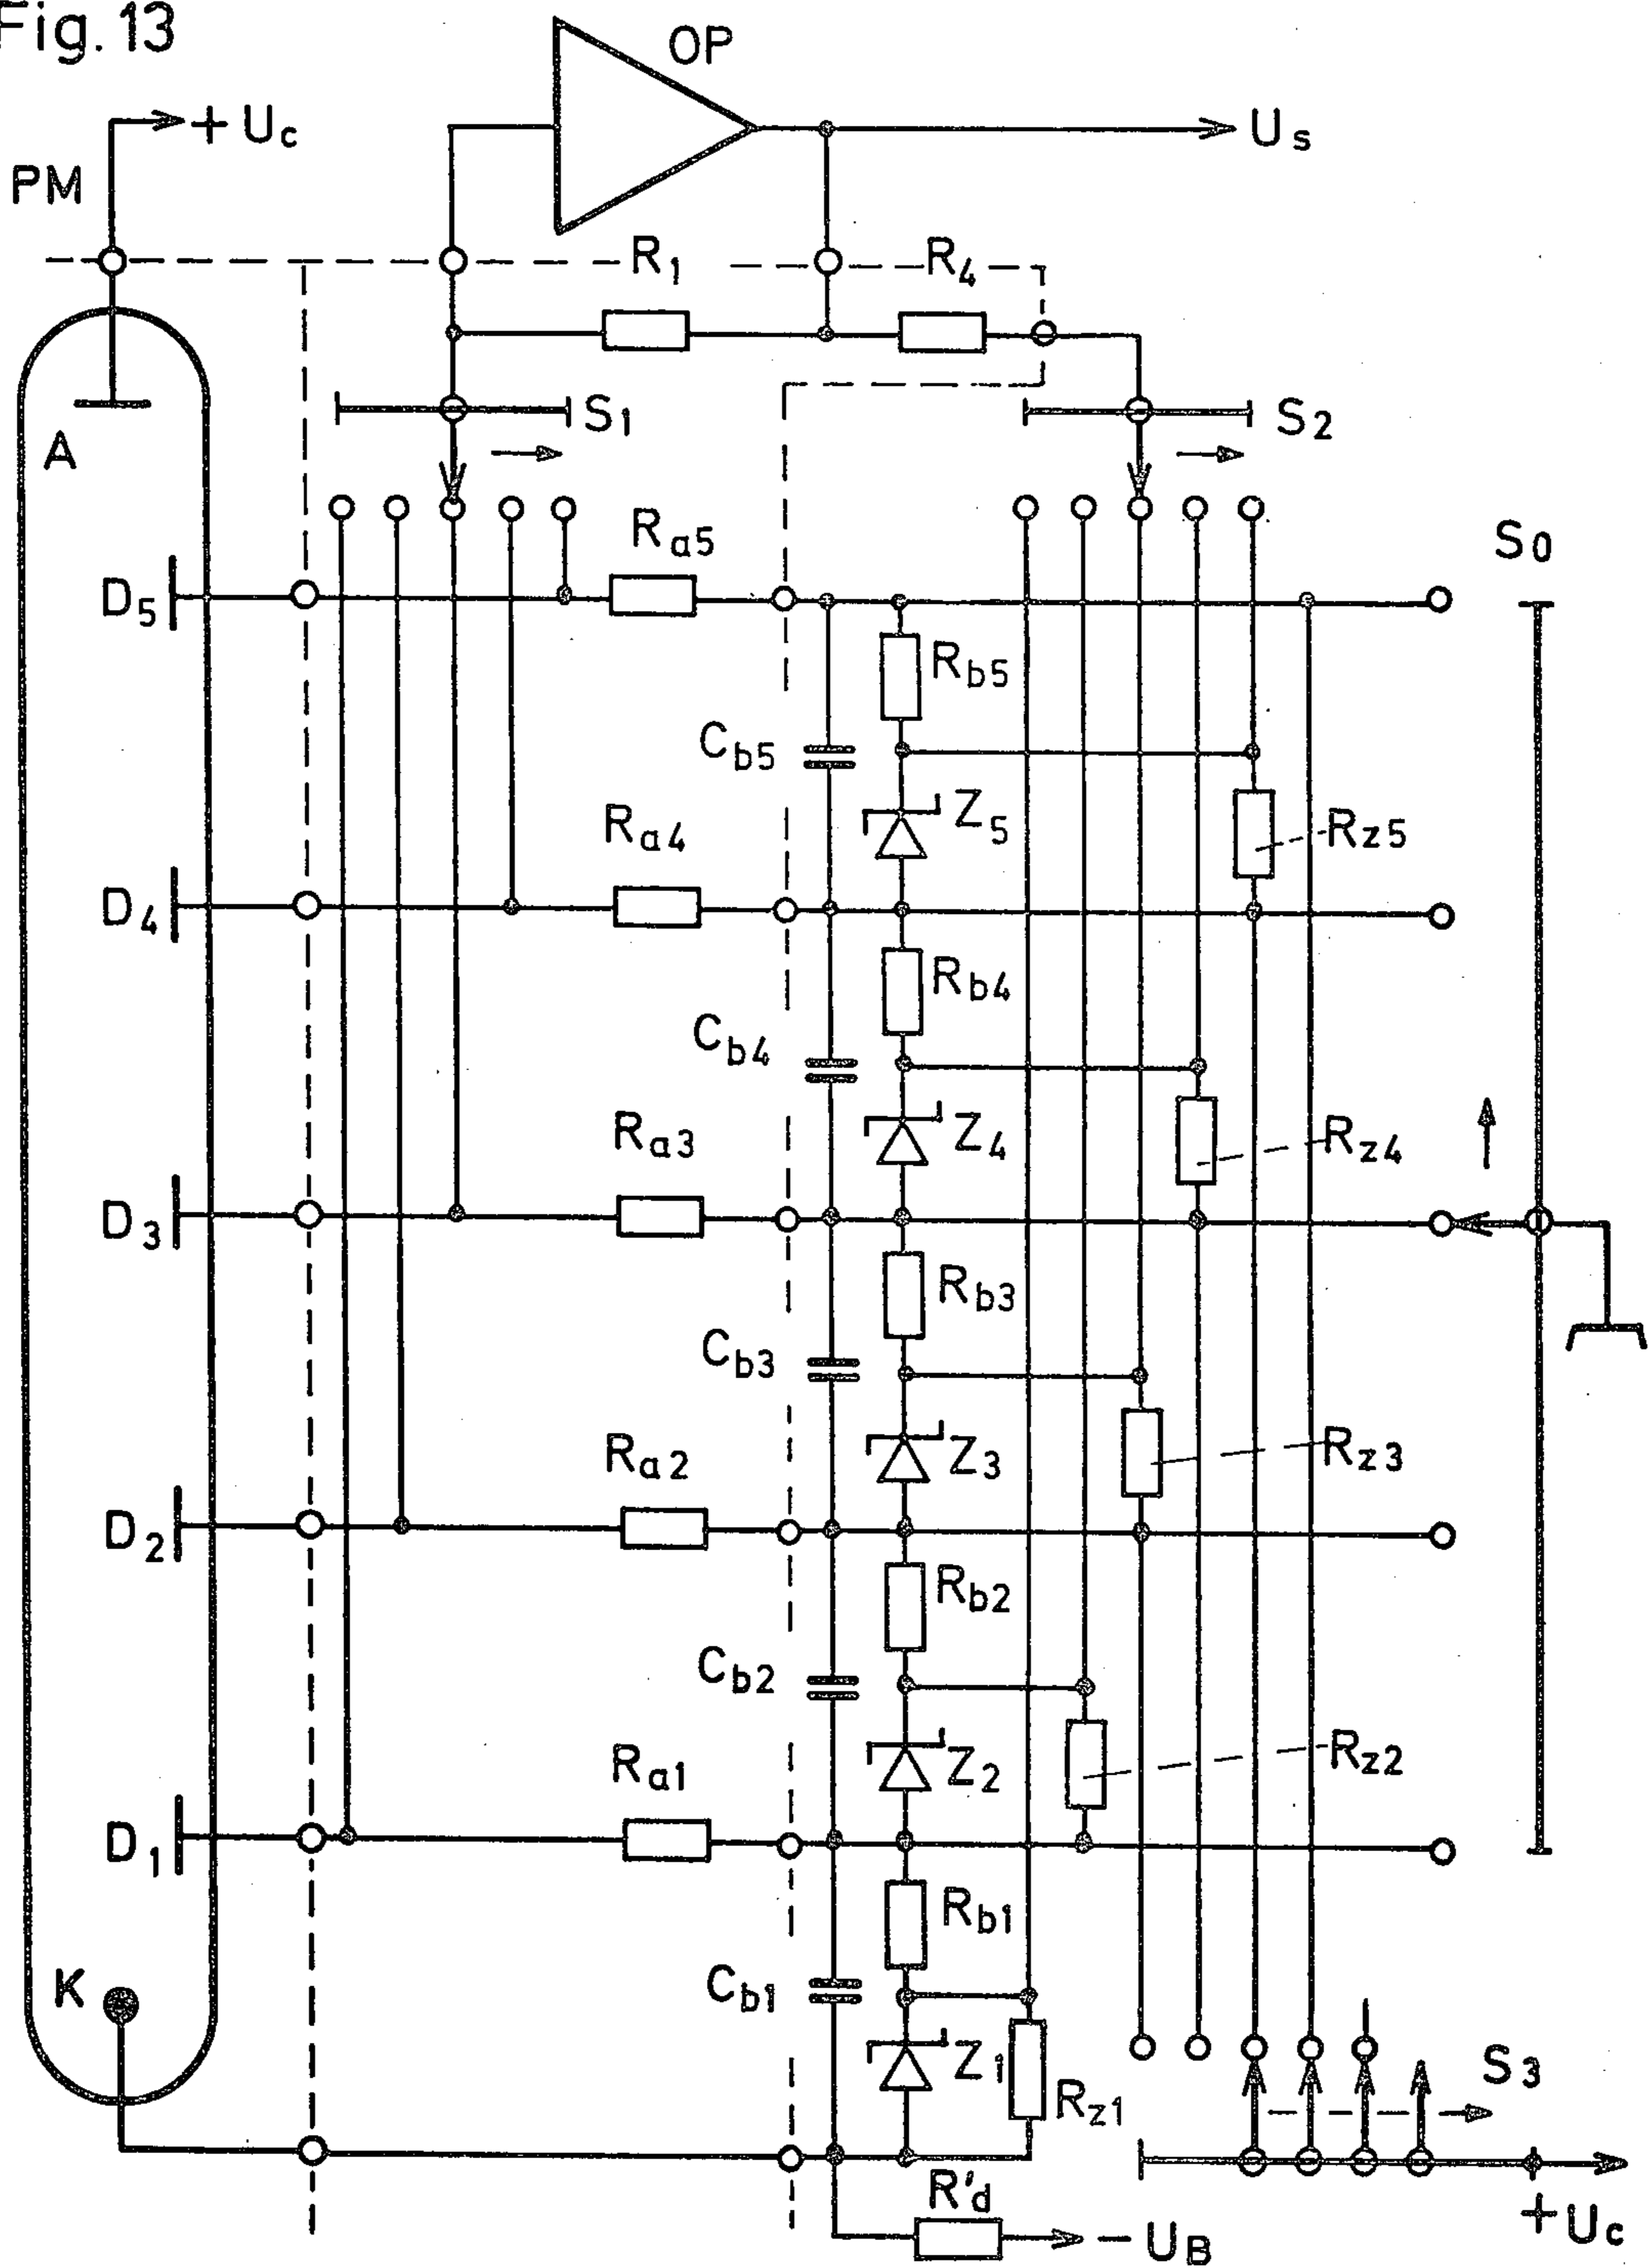 Fig. 13
OP
+ Uc
Us
PM
R1
R4
A
S1
S2
Ra5
S0
D5
Rb5
Cb5
Z5
Rz5
Ra4
D4
Rb4
Cb4
Z4
Rz4
Ra3
D3
Rb3
Cb3
Z3
Rz3
Ra2
D2
Rb2
Cb2
Z2
Rz2
Ra1
D1
Rb1
K
Cb1
Z1
Rz1
S3
R'd
- UB
+ Uc